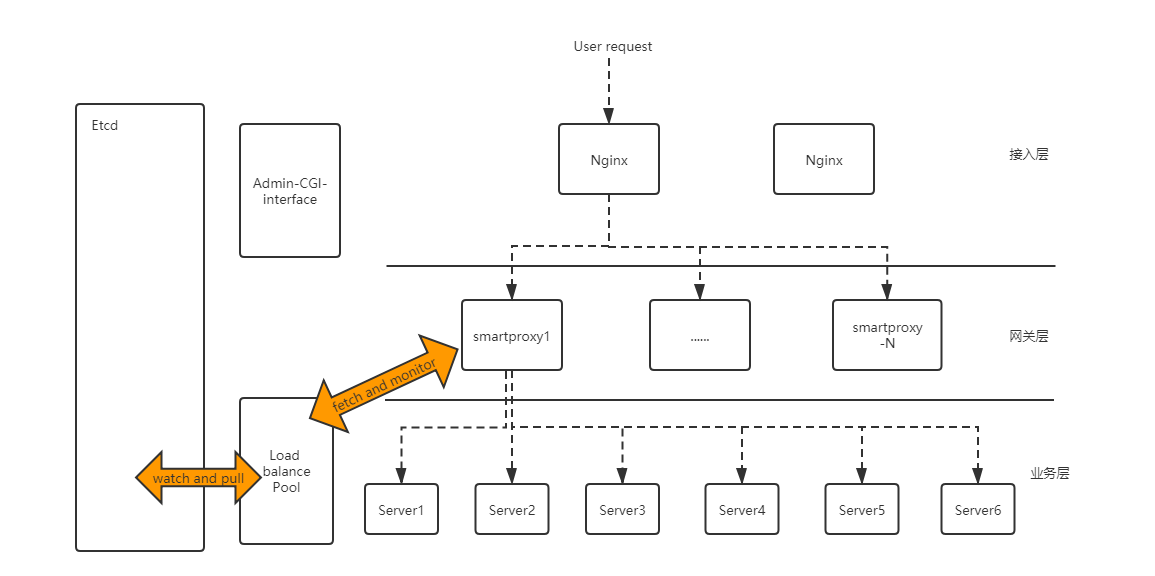 User request
Etcd
Admin-CGI-
interface
Nginx
Nginx
接入层
smartproxy1
......
smartproxy
-N
网关层
fetch and monitor
Load
balance
Pool
watch and pull
业务层
Server1
Server2
Server3
Server4
Server5
Server6